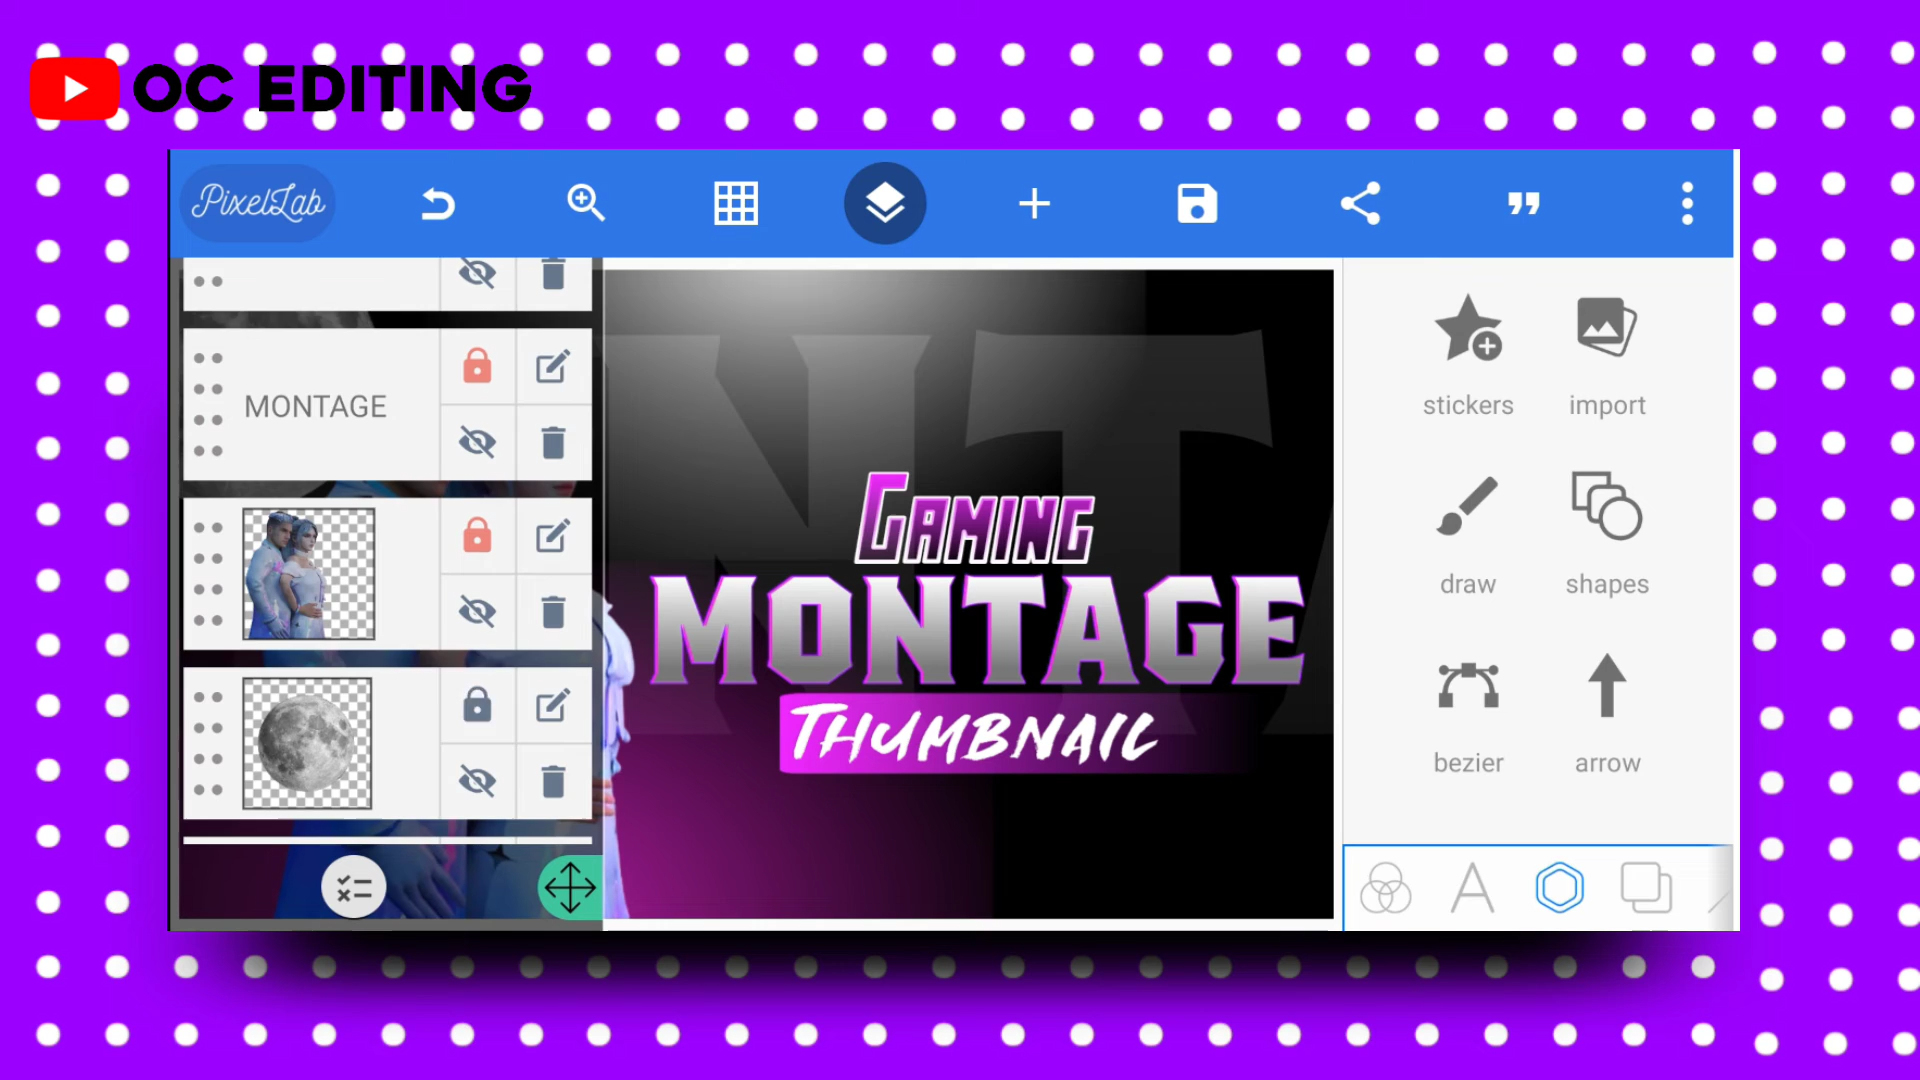 OC EDITING
PixelLab
MONTAGE
GAMING
MONTAGE
THUMBNAIL
stickers
import
draw
shapes
bezier
arrow